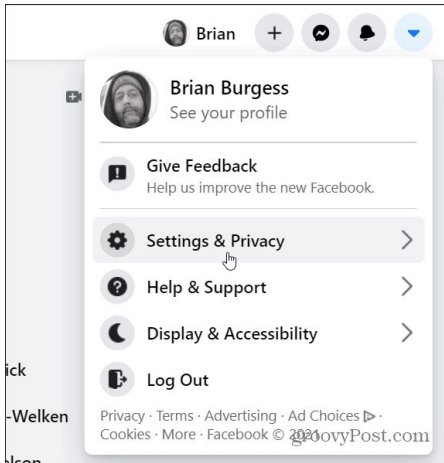 Brian
Brian Burgess
See your profile
Give Feedback
Help us improve the new Facebook.
Settings & Privacy
Help & Support
Display & Accessibility
Log Out
ick
-Welken
Privacy · Terms · Advertising · Ad Choices ·
Cookies · More · Facebook © 2021
groovyPost.com